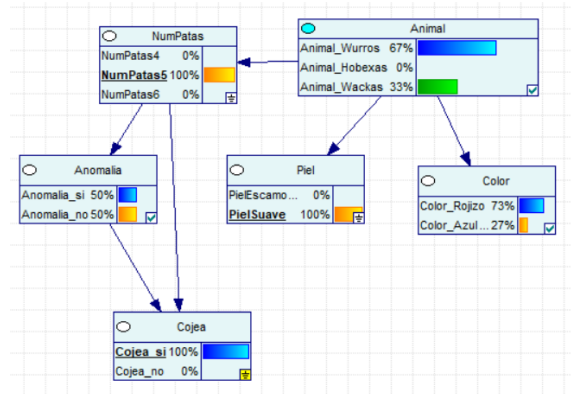 NumPatas
NumPatas4 0%
NumPatas5 100%
NumPatas6 0%
Animal
Animal_Wurros 67%
Animal_Hobexas 0%
Animal_Wackas 33%
Anomalia
Anomalia_si 50%
Anomalia_no 50%
Piel
PielEscamo... 0%
PielSuave 100%
Color
Color_Rojizo 73%
Color_Azul... 27%
Cojea
Cojea_si 100%
Cojea_no 0%